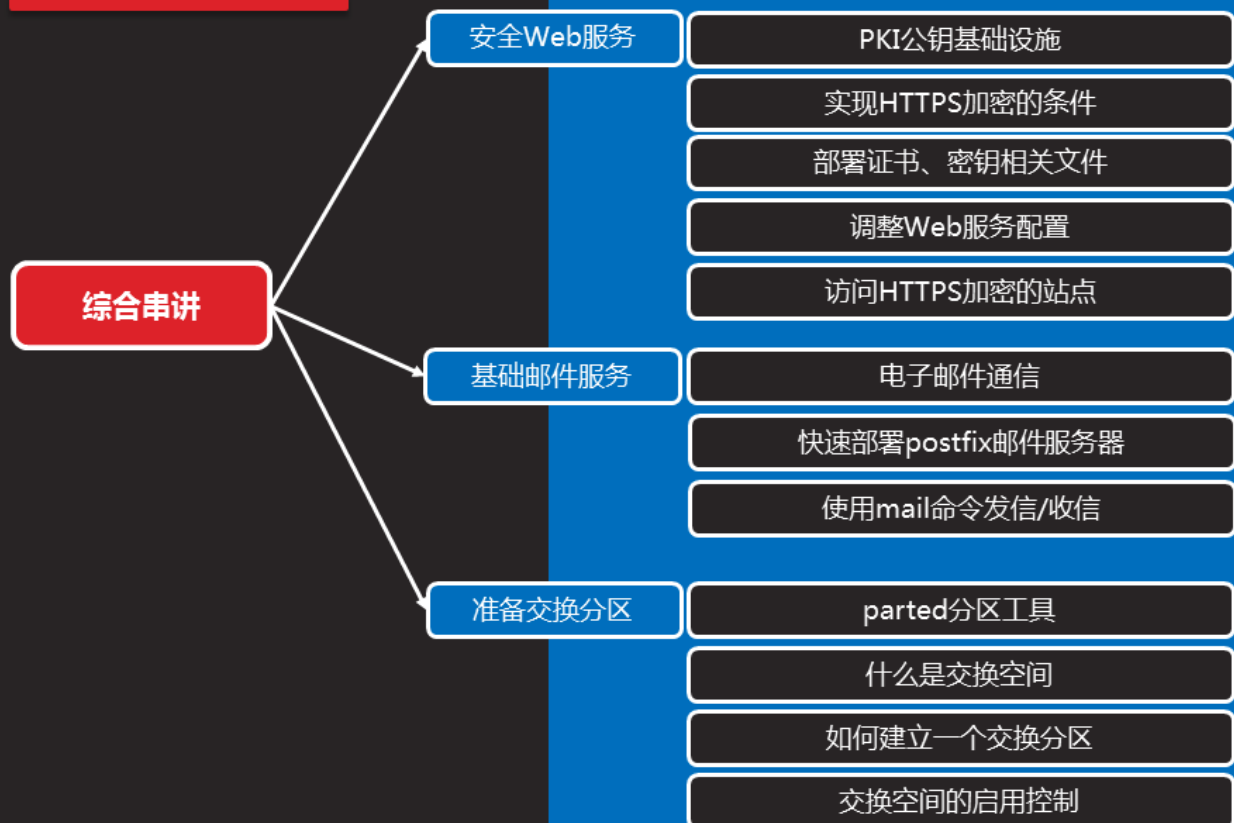 综合串讲
安全Web服务
PKI公钥基础设施
实现HTTPS加密的条件
部署证书、密钥相关文件
调整Web服务配置
访问HTTPS加密的站点
基础邮件服务
电子邮件通信
快速部署postfix邮件服务器
使用mail命令发信/收信
准备交换分区
parted分区工具
什么是交换空间
如何建立一个交换分区
交换空间的启用控制